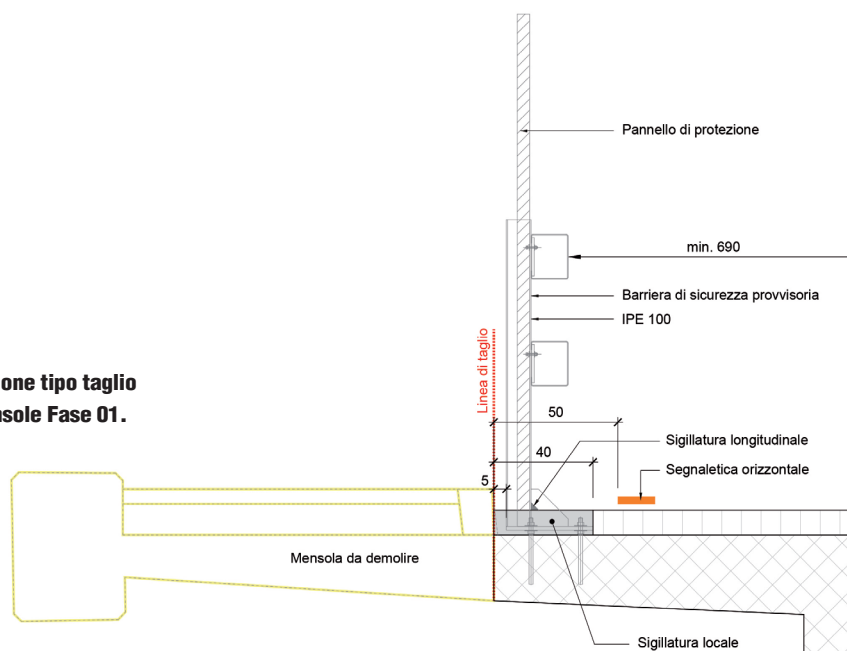 Pannello di protezione
min. 690
Barriera di sicurezza provvisoria
IPE 100
Linea di taglio
one tipo taglio
nsole Fase 01.
50
Sigillatura longitudinale
40
Segnaletica orizzontale
5
Mensola da demolire
Sigillatura locale